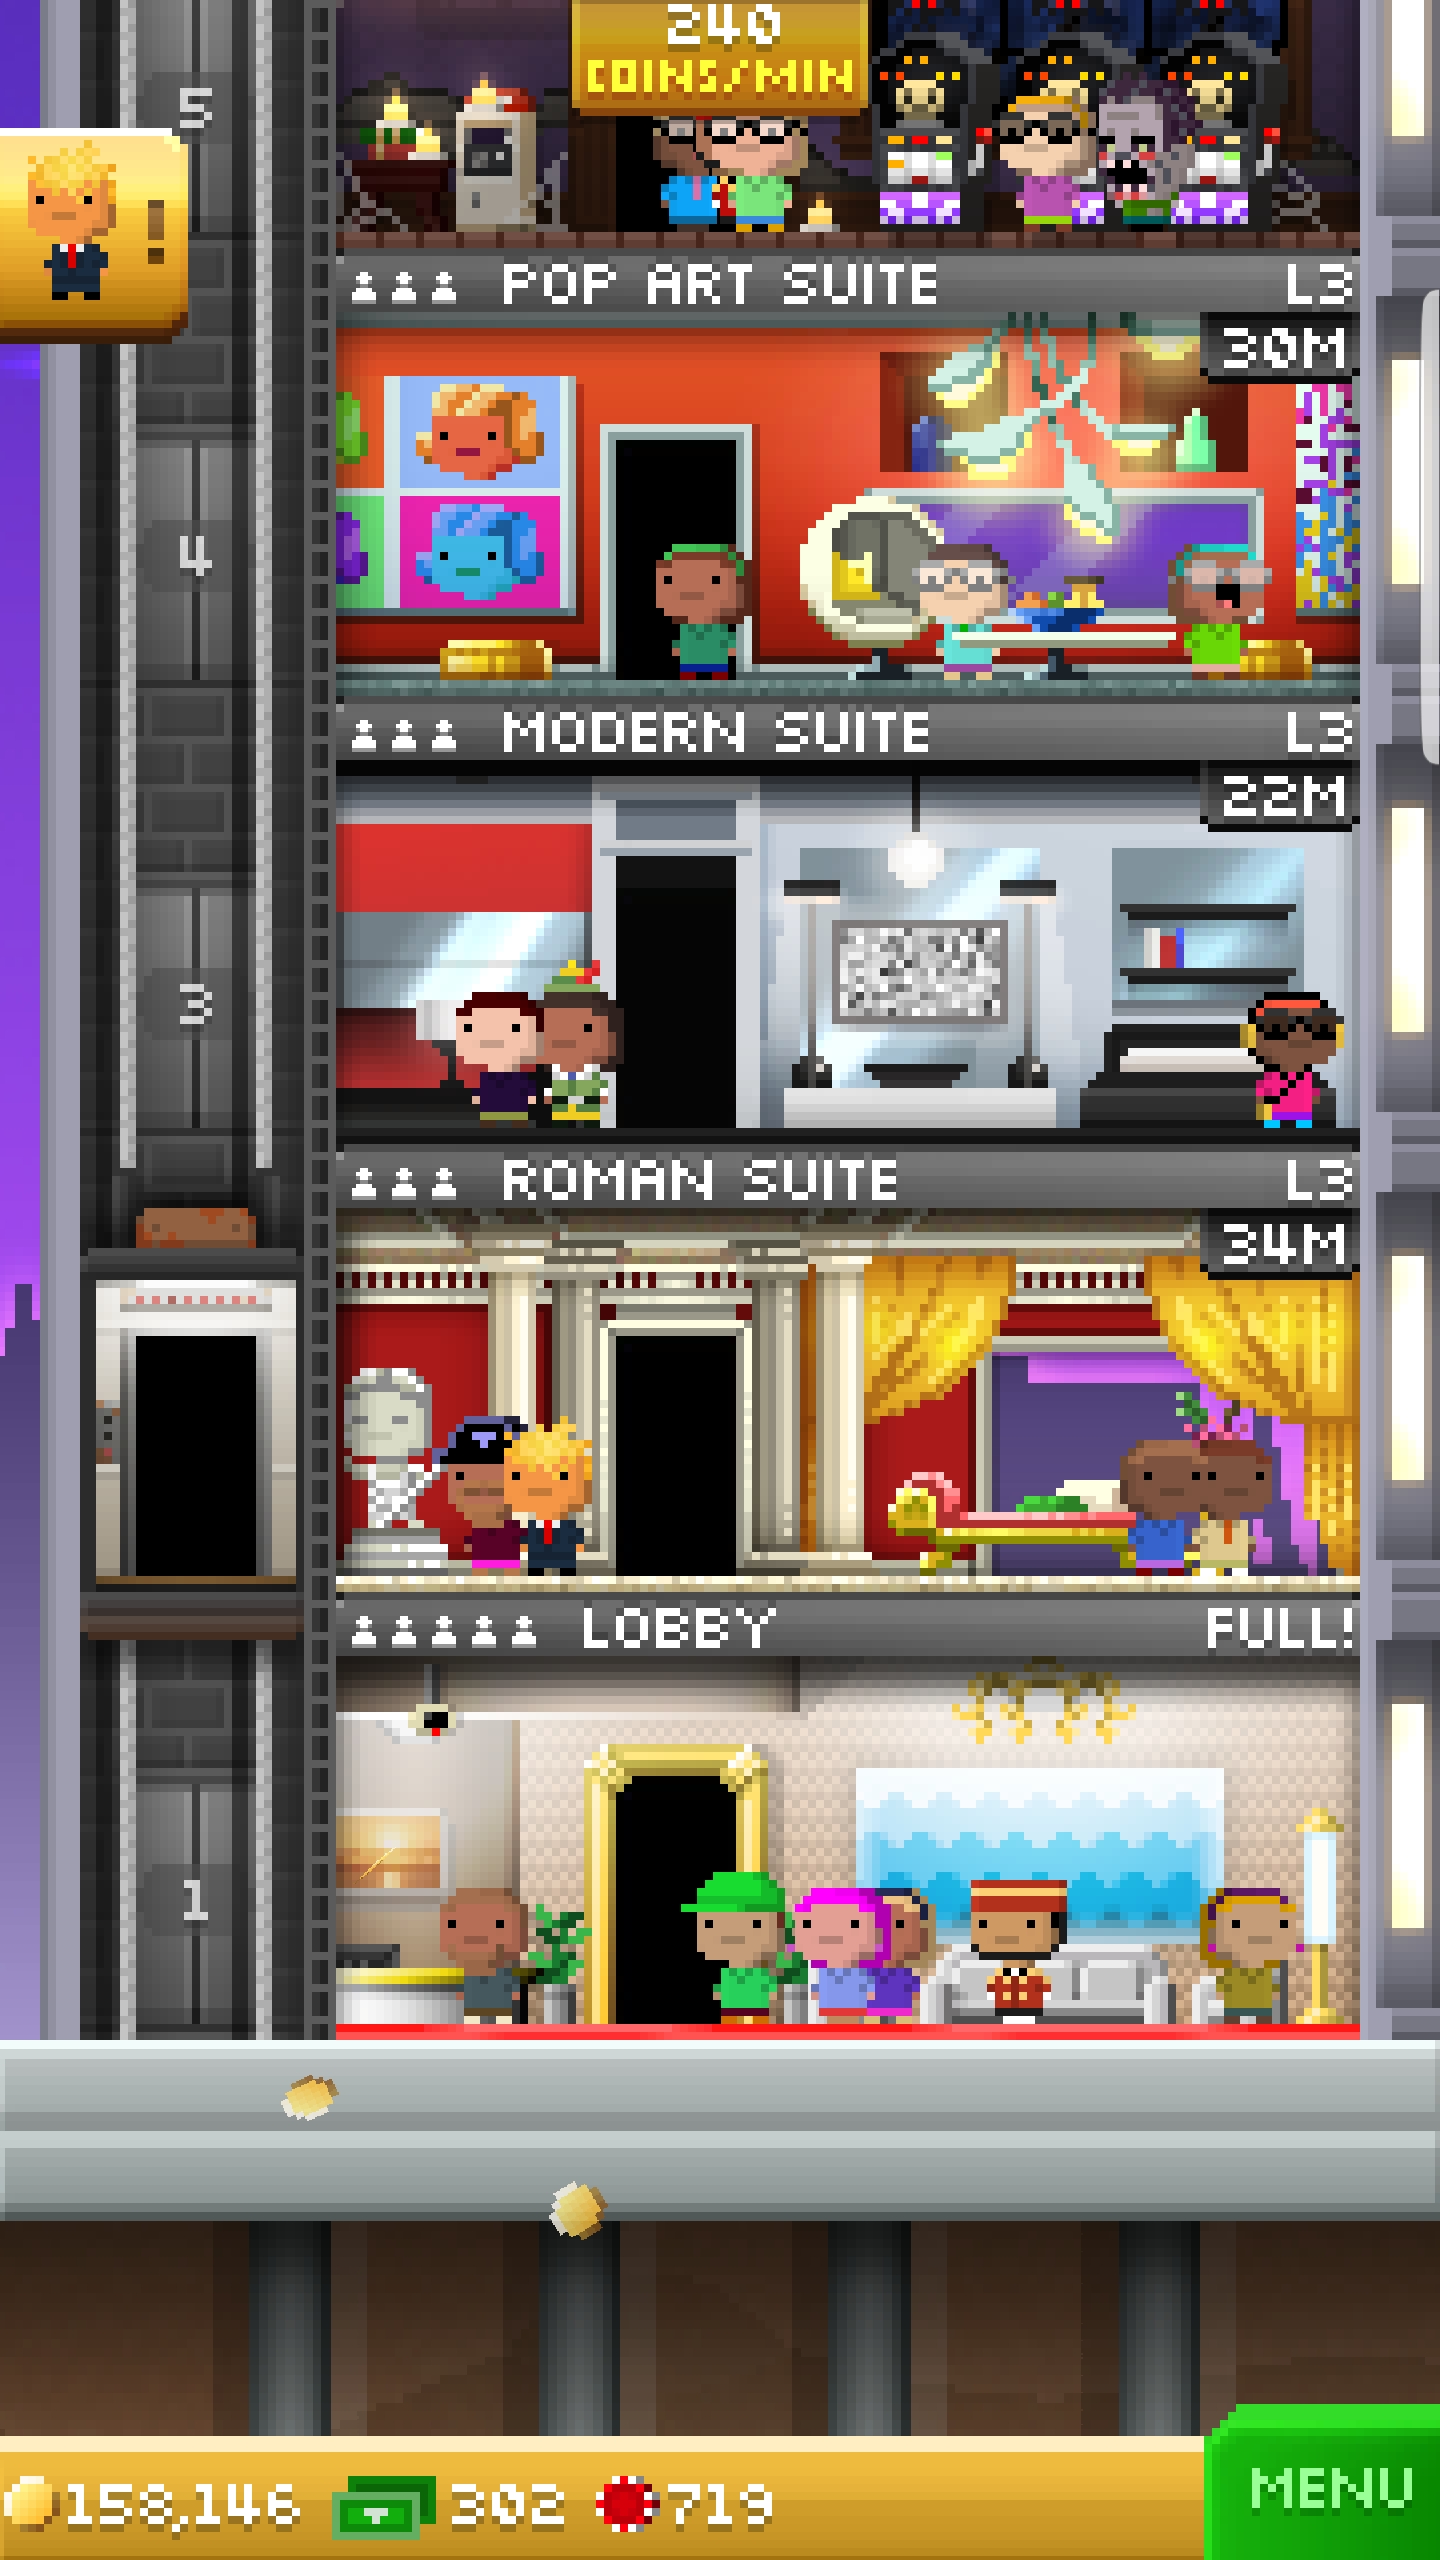 240
COINS/MIN
5
!
POP ART SUITE L3
30M
4
MODERN SUITE L3
22M
3
ROMAN SUITE L3
34M
LOBBY FULL!
1
158,146 302 719
MENU